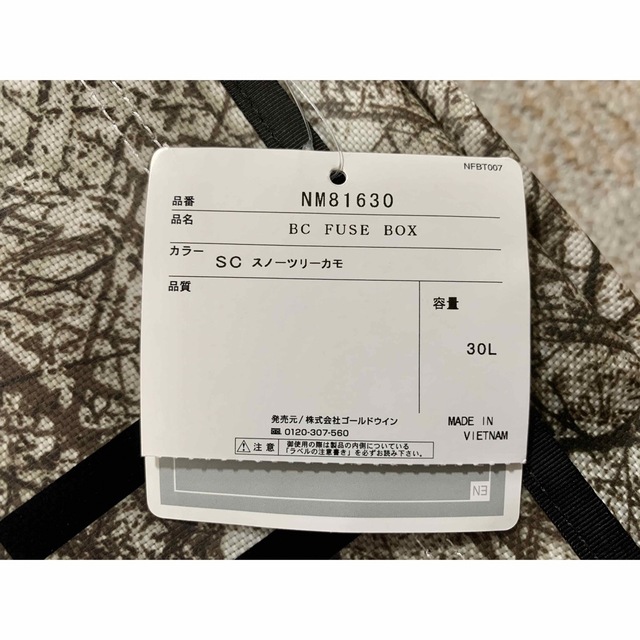 NFBT007
品番 NM81630
品名 BC FUSE BOX
カラー SC スノーツリーカモ
品質
容量
30L
発売元/株式会社ゴールドウイン
0120-307-560
MADE IN
VIETNAM
注意
御使用の際は製品の内側についている
「ラベルの注意書き」を必ずお読み下さい。